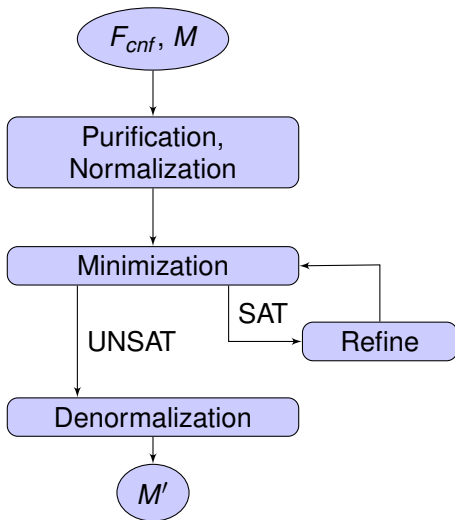 F_cnf, M
Purification,
Normalization
Minimization
SAT
UNSAT
Refine
Denormalization
M′